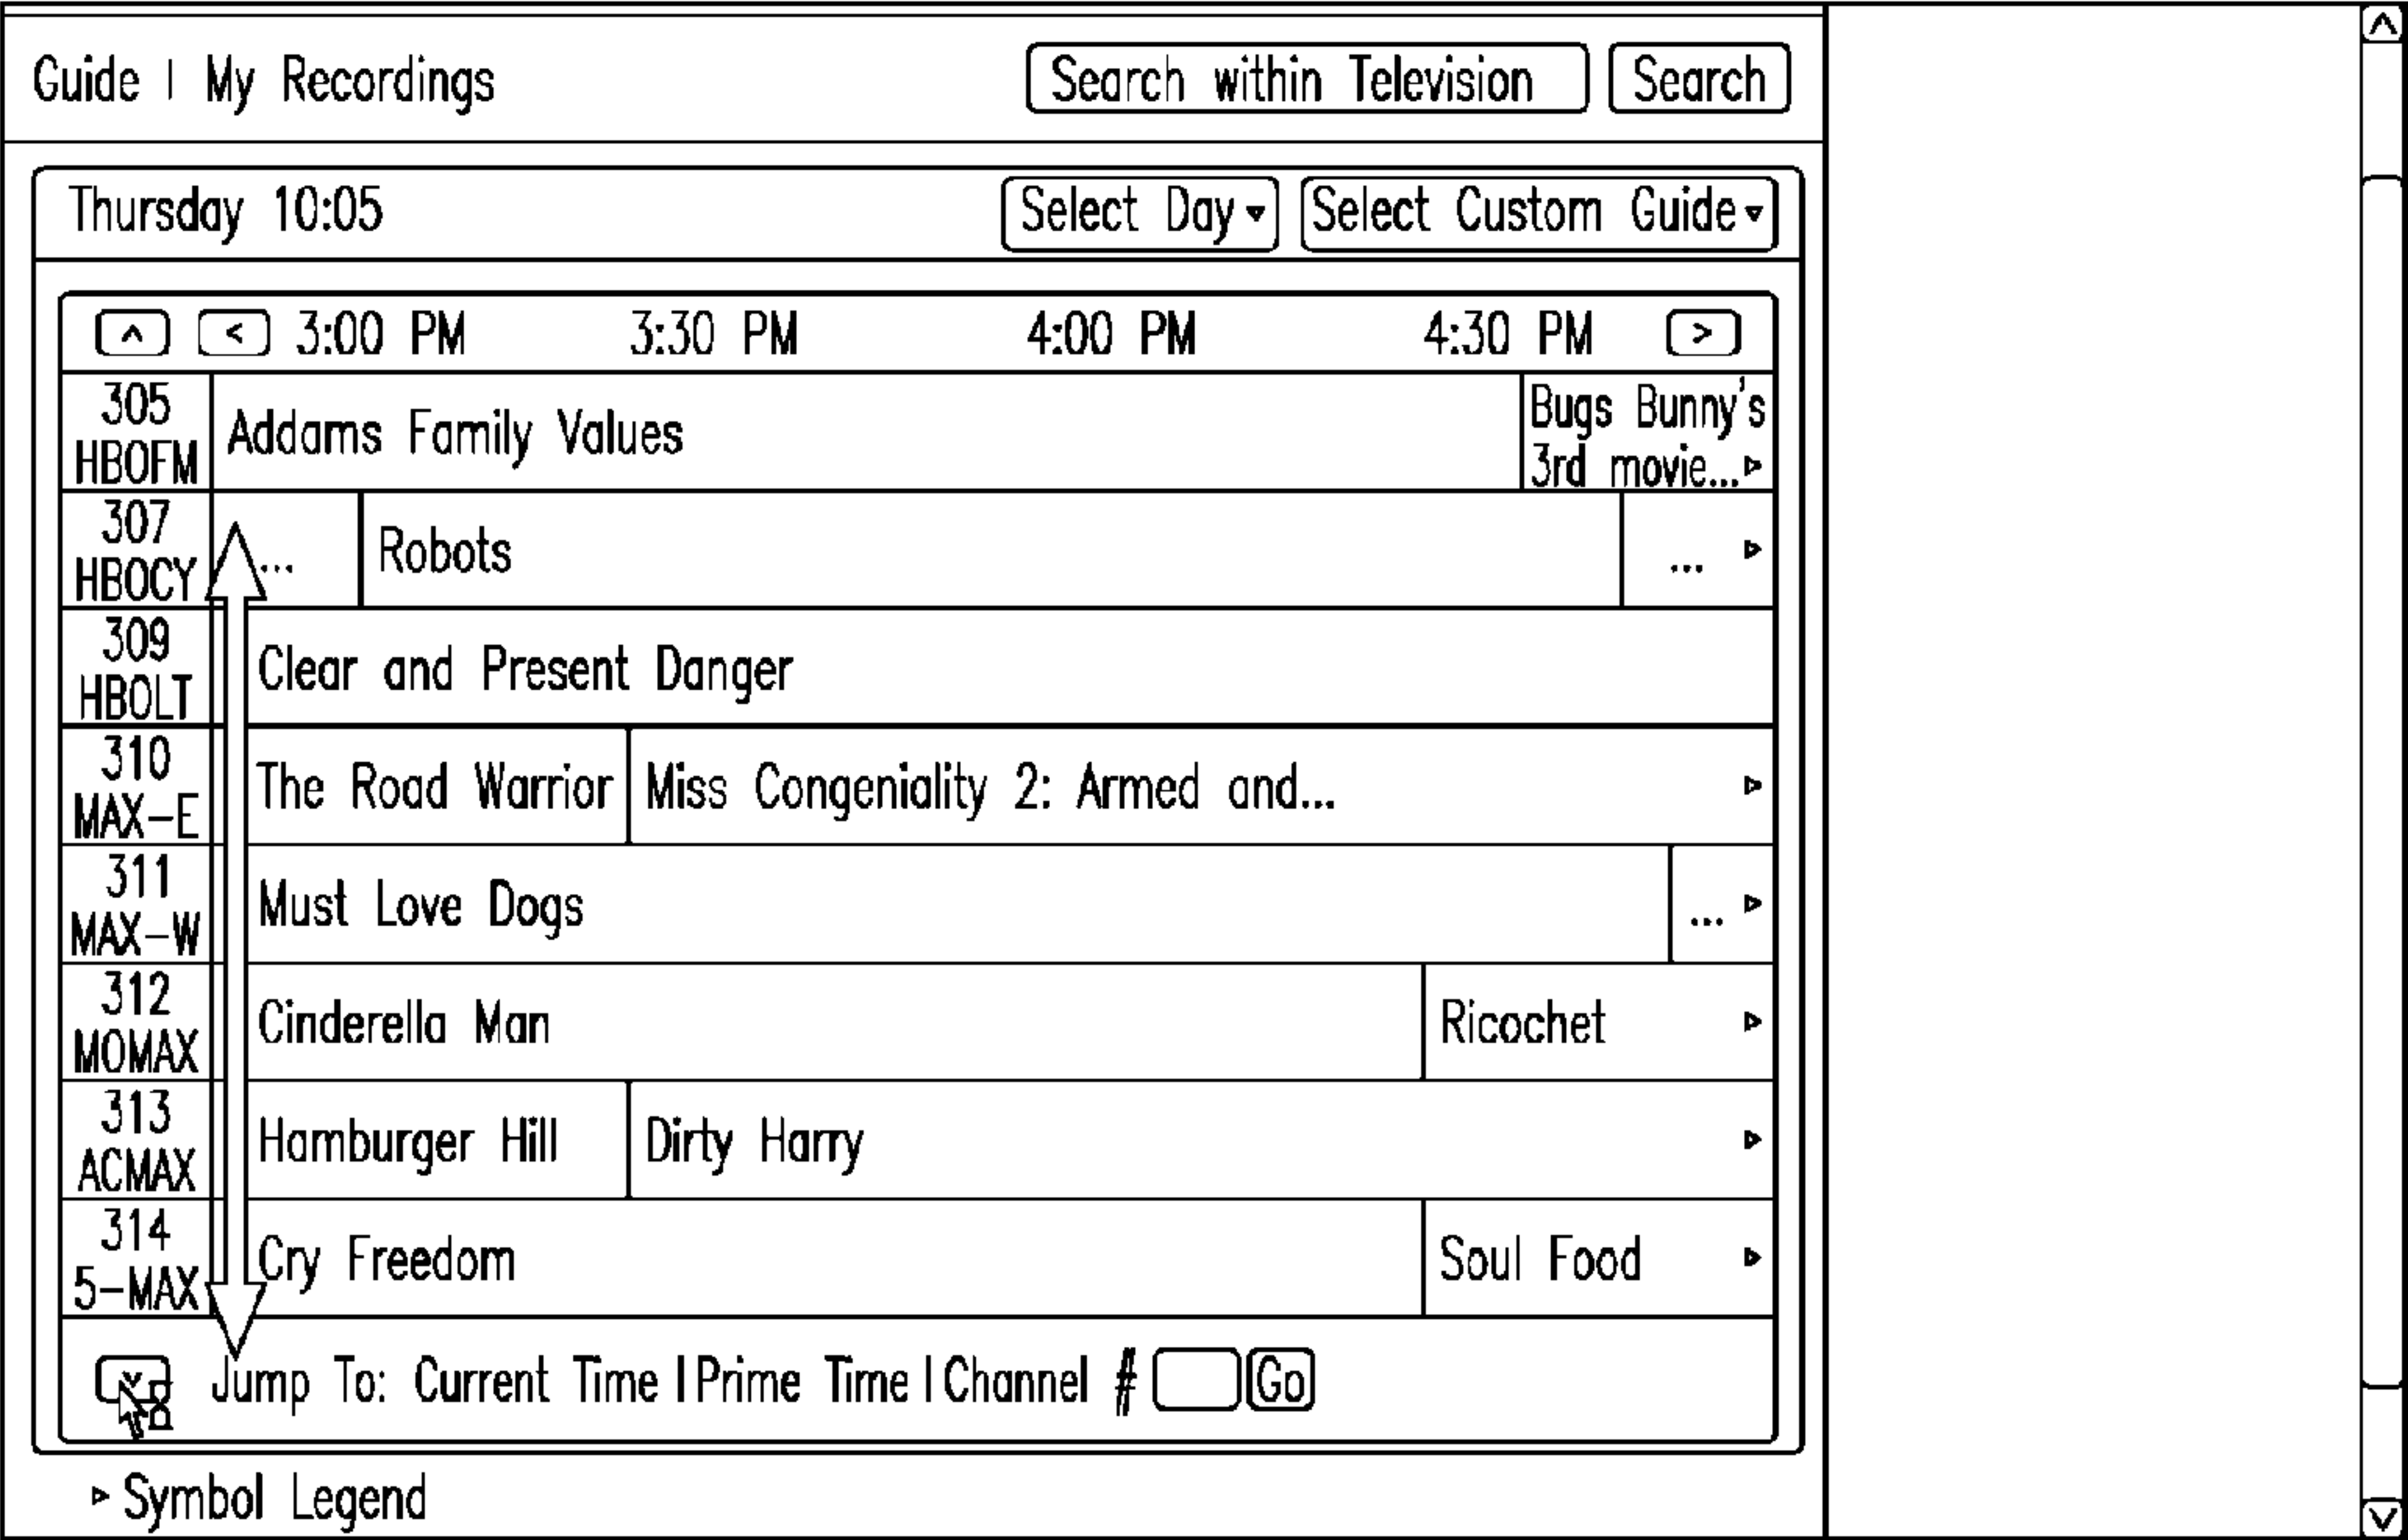 Guide | My Recordings Search within Television Search
Thursday 10:05 Select Day Select Custom Guide
3:00 PM 3:30 PM 4:00 PM 4:30 PM
305
HBOFM
Addams Family Values
Bugs Bunny's
3rd movie...
307
HBOCY
... Robots ...
309
HBOLT
Clear and Present Danger
310
MAX-E
The Road Warrior Miss Congeniality 2: Armed and...
311
MAX-W
Must Love Dogs ...
312
MOMAX
Cinderella Man Ricochet
313
ACMAX
Hamburger Hill Dirty Harry
314
5-MAX
Cry Freedom Soul Food
Jump To: Current Time | Prime Time | Channel # Go
Symbol Legend